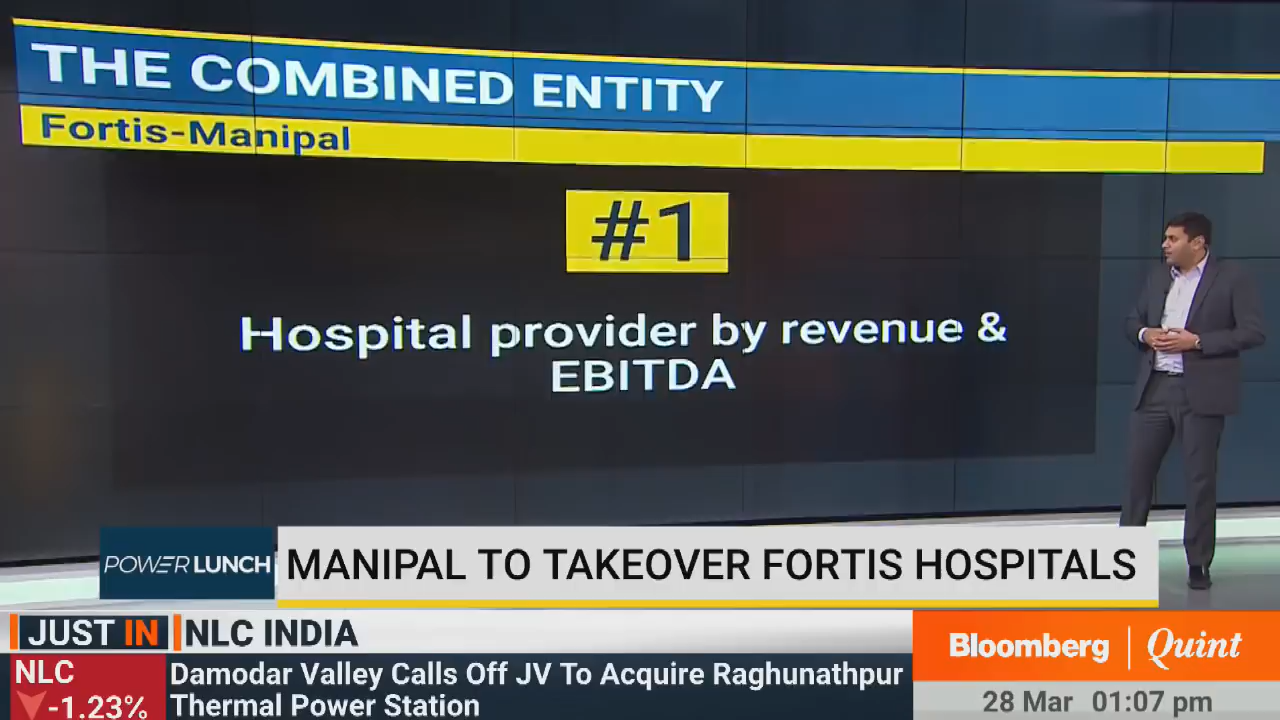 THE COMBINED ENTITY
Fortis-Manipal
#1
Hospital provider by revenue &
EBITDA
POWER LUNCH
MANIPAL TO TAKEOVER FORTIS HOSPITALS
JUST IN
NLC INDIA
NLC
-1.23%
Damodar Valley Calls Off JV To Acquire Raghunathpur
Thermal Power Station
Bloomberg | Quint
28 Mar 01:07 pm